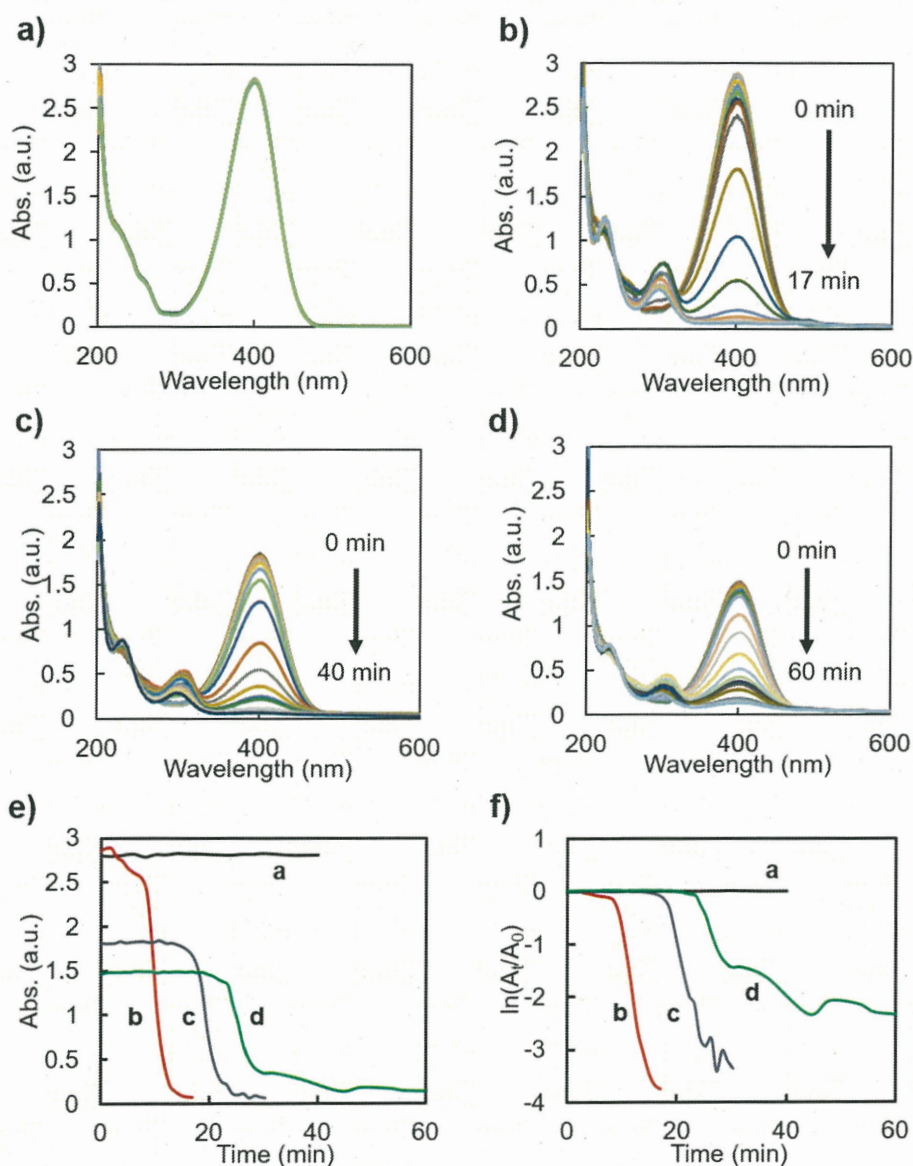 a)
3
2.5
2
1.5
1
0.5
0
200
400
600
Abs. (a.u.)
Wavelength (nm)
b)
3
2.5
2
1.5
1
0.5
0
200
400
600
Abs. (a.u.)
Wavelength (nm)
0 min
17 min
c)
3
2.5
2
1.5
1
0.5
0
200
400
600
Abs. (a.u.)
Wavelength (nm)
0 min
40 min
d)
3
2.5
2
1.5
1
0.5
0
200
400
600
Abs. (a.u.)
Wavelength (nm)
0 min
60 min
e)
3
2.5
2
1.5
1
0.5
0
0
20
40
60
Abs. (a.u.)
Time (min)
a
b
c
d
f)
1
0
-1
-2
-3
-4
0
20
40
60
ln(Aₜ/A₀)
Time (min)
a
b
c
d